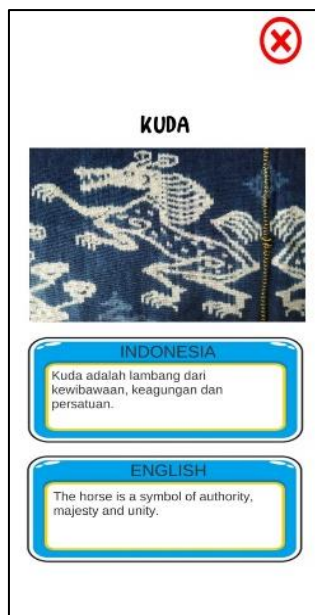 KUDA
INDONESIA
Kuda adalah lambang dari
kewibawaan, keagungan dan
persatuan.
ENGLISH
The horse is a symbol of authority,
majesty and unity.